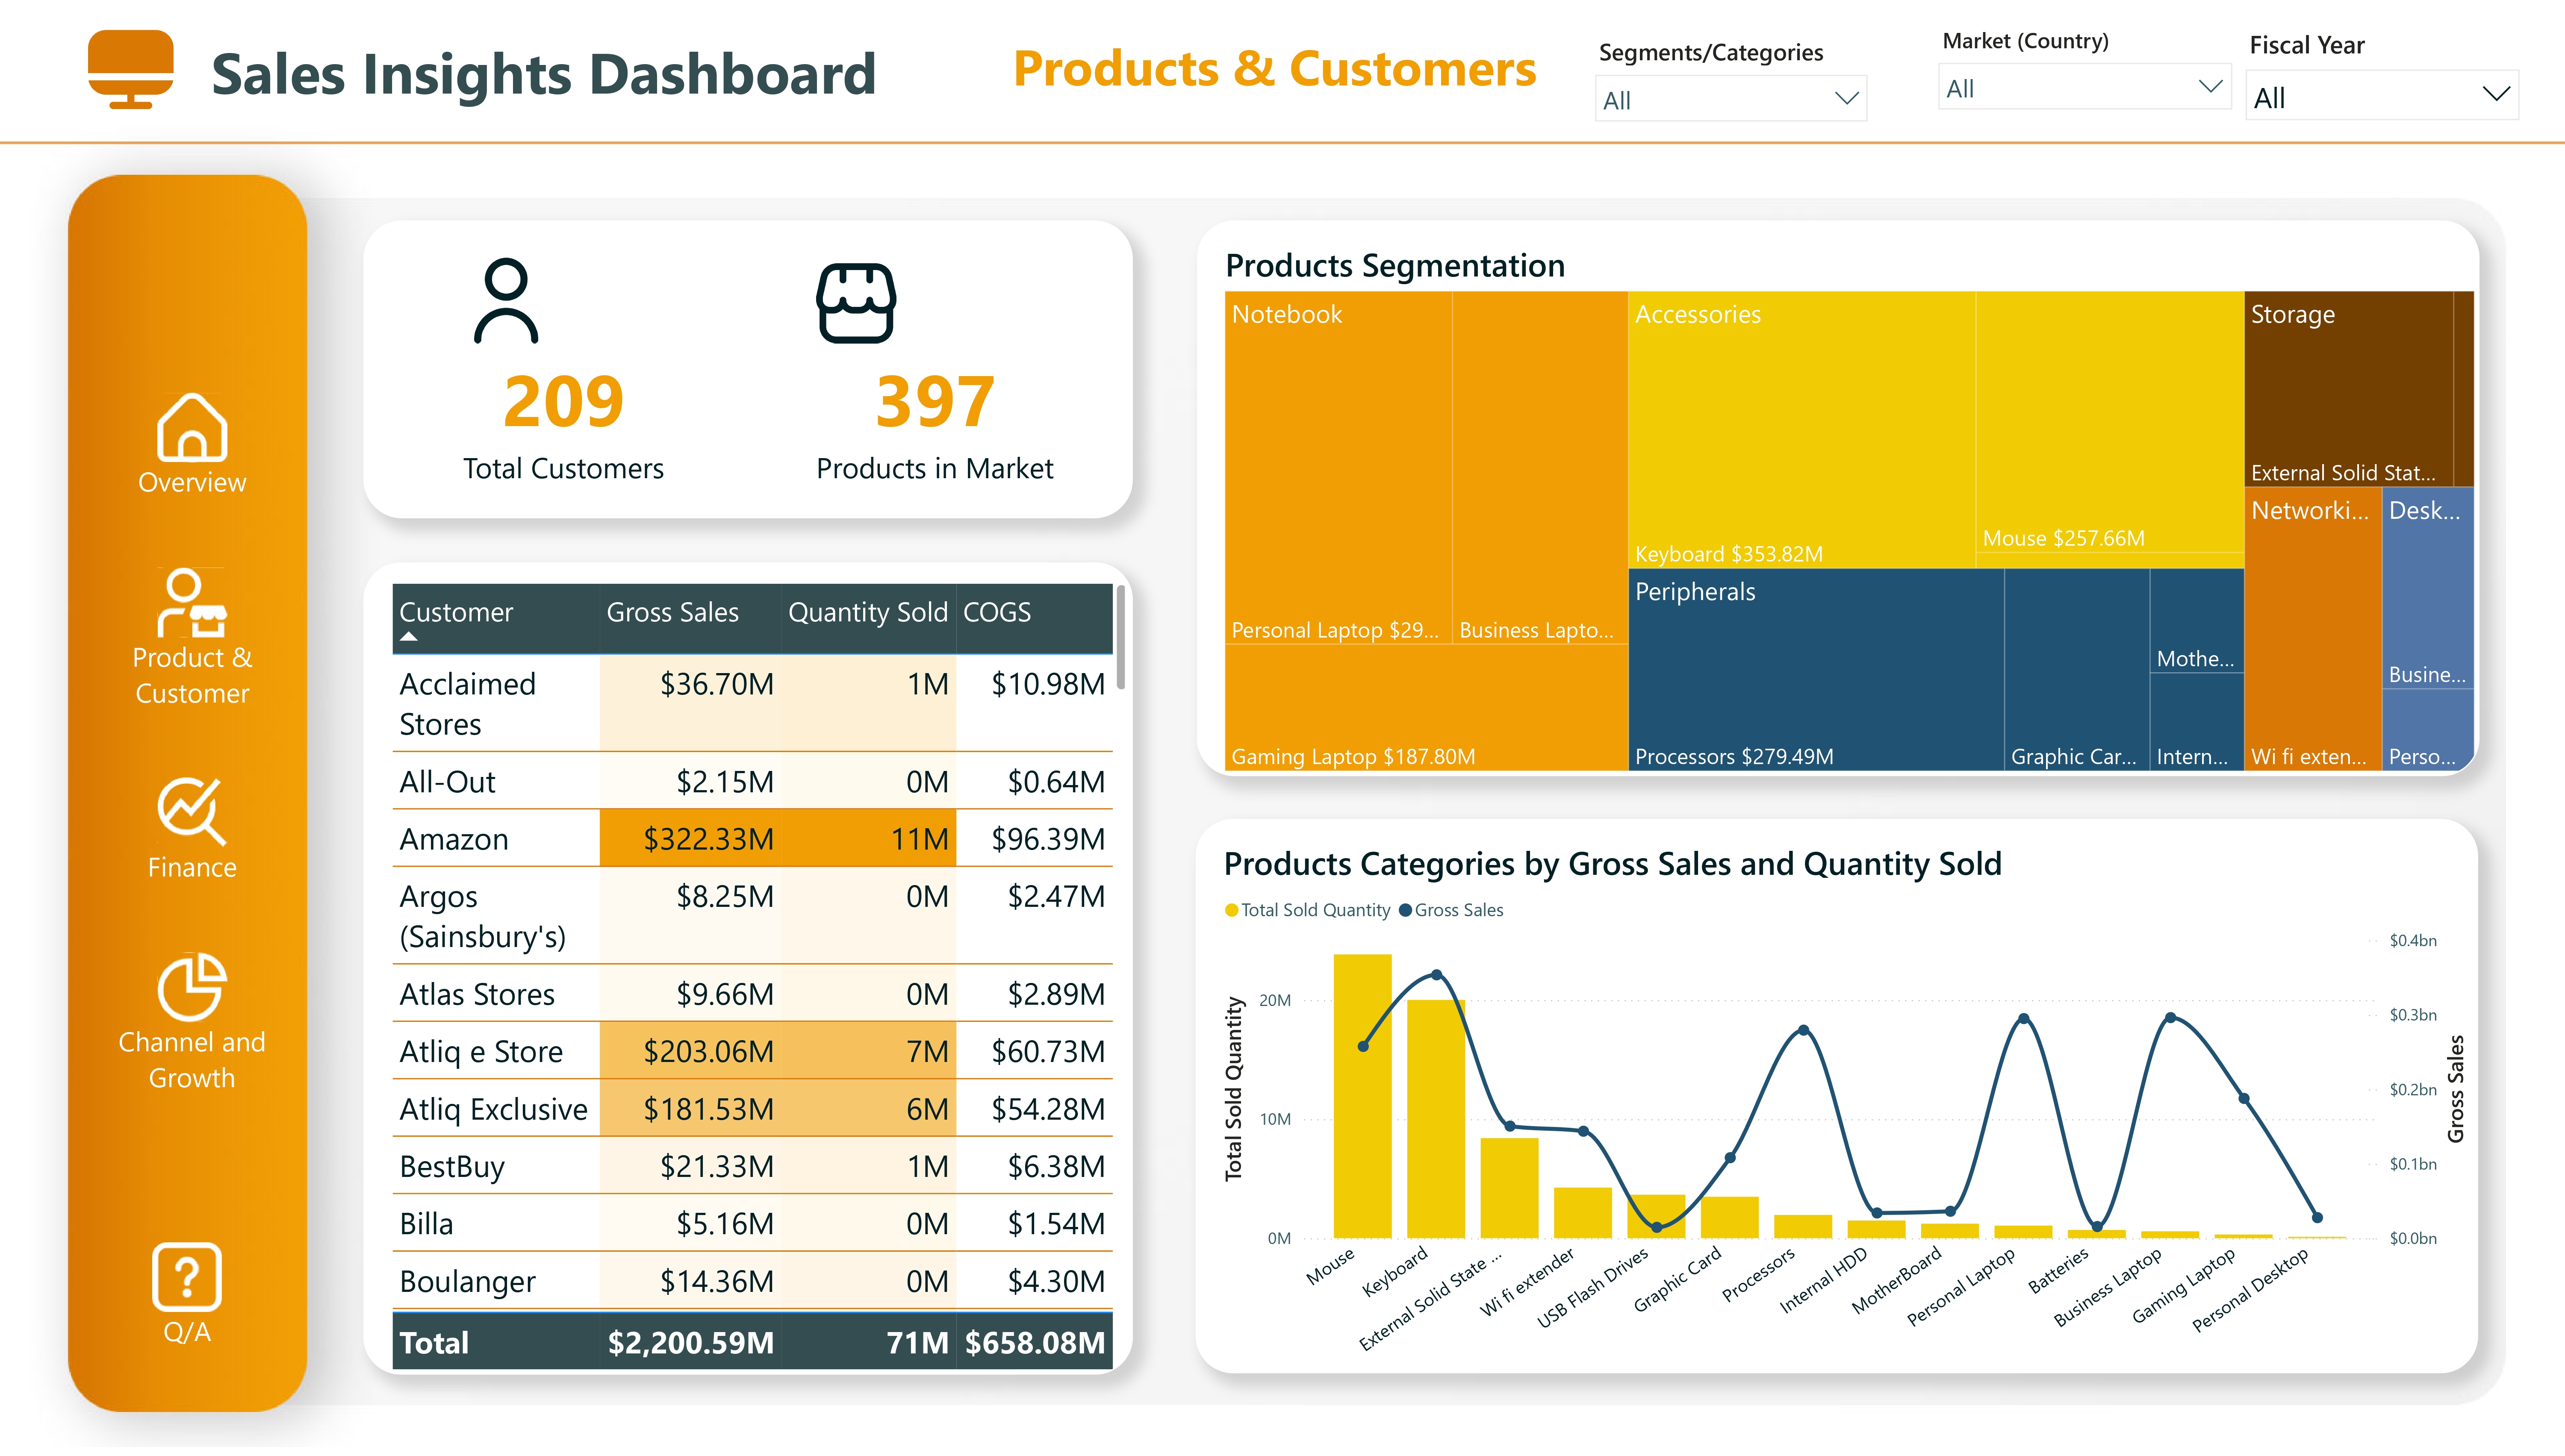 Sales Insights Dashboard
Products & Customers
Segments/Categories
All
Market (Country)
All
Fiscal Year
All
Overview
Product &
Customer
Finance
Channel and
Growth
Q/A
209
Total Customers
397
Products in Market
Customer Gross Sales Quantity Sold COGS
Acclaimed Stores $36.70M 1M $10.98M
All-Out $2.15M 0M $0.64M
Amazon $322.33M 11M $96.39M
Argos (Sainsbury's) $8.25M 0M $2.47M
Atlas Stores $9.66M 0M $2.89M
Atliq e Store $203.06M 7M $60.73M
Atliq Exclusive $181.53M 6M $54.28M
BestBuy $21.33M 1M $6.38M
Billa $5.16M 0M $1.54M
Boulanger $14.36M 0M $4.30M
Total $2,200.59M 71M $658.08M
Products Segmentation
Notebook
Personal Laptop $29...
Business Lapto...
Gaming Laptop $187.80M
Accessories
Keyboard $353.82M
Mouse $257.66M
Peripherals
Processors $279.49M
Graphic Car...
Mothe...
Intern...
Storage
External Solid Stat...
Networki...
Wi fi exten...
Desk...
Busine...
Perso...
Products Categories by Gross Sales and Quantity Sold
Total Sold Quantity Gross Sales
Total Sold Quantity
20M
10M
0M
$0.4bn
$0.3bn
$0.2bn
$0.1bn
$0.0bn
Gross Sales
Mouse
Keyboard
External Solid State ...
Wi fi extender
USB Flash Drives
Graphic Card
Processors
Internal HDD
MotherBoard
Personal Laptop
Batteries
Business Laptop
Gaming Laptop
Personal Desktop